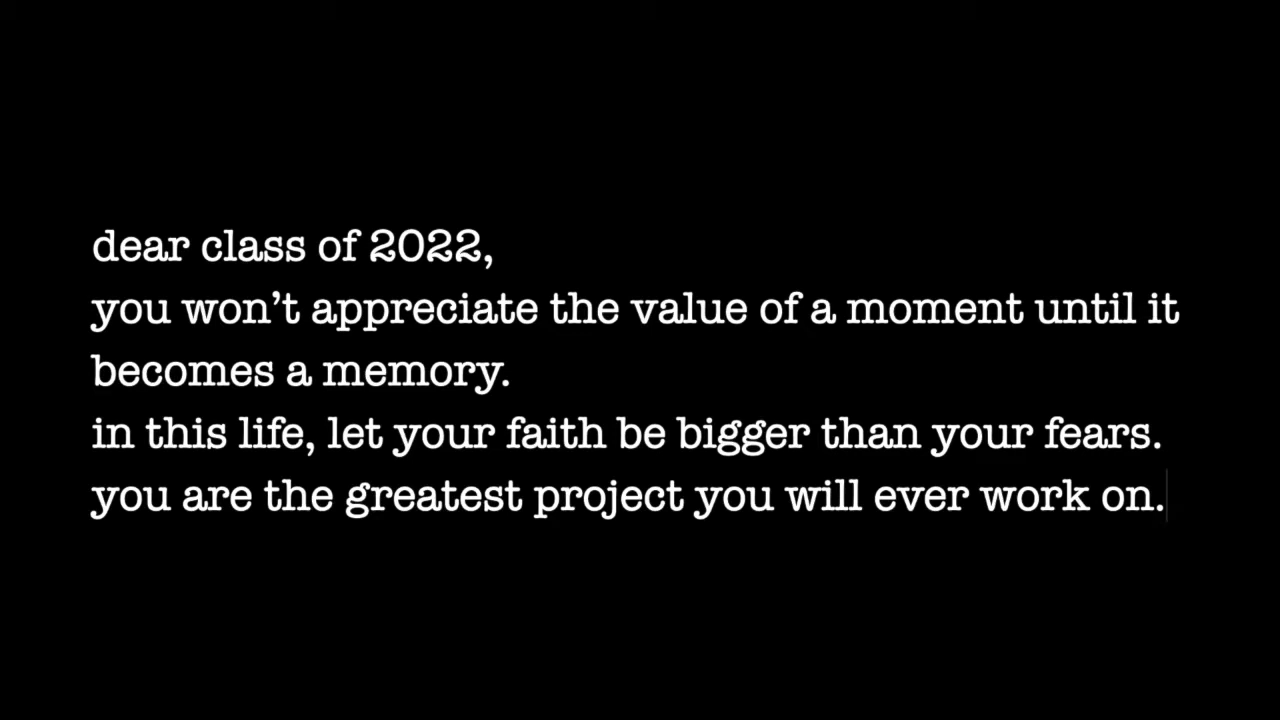 dear class of 2022,
you won’t appreciate the value of a moment until it
becomes a memory.
in this life, let your faith be bigger than your fears.
you are the greatest project you will ever work on.